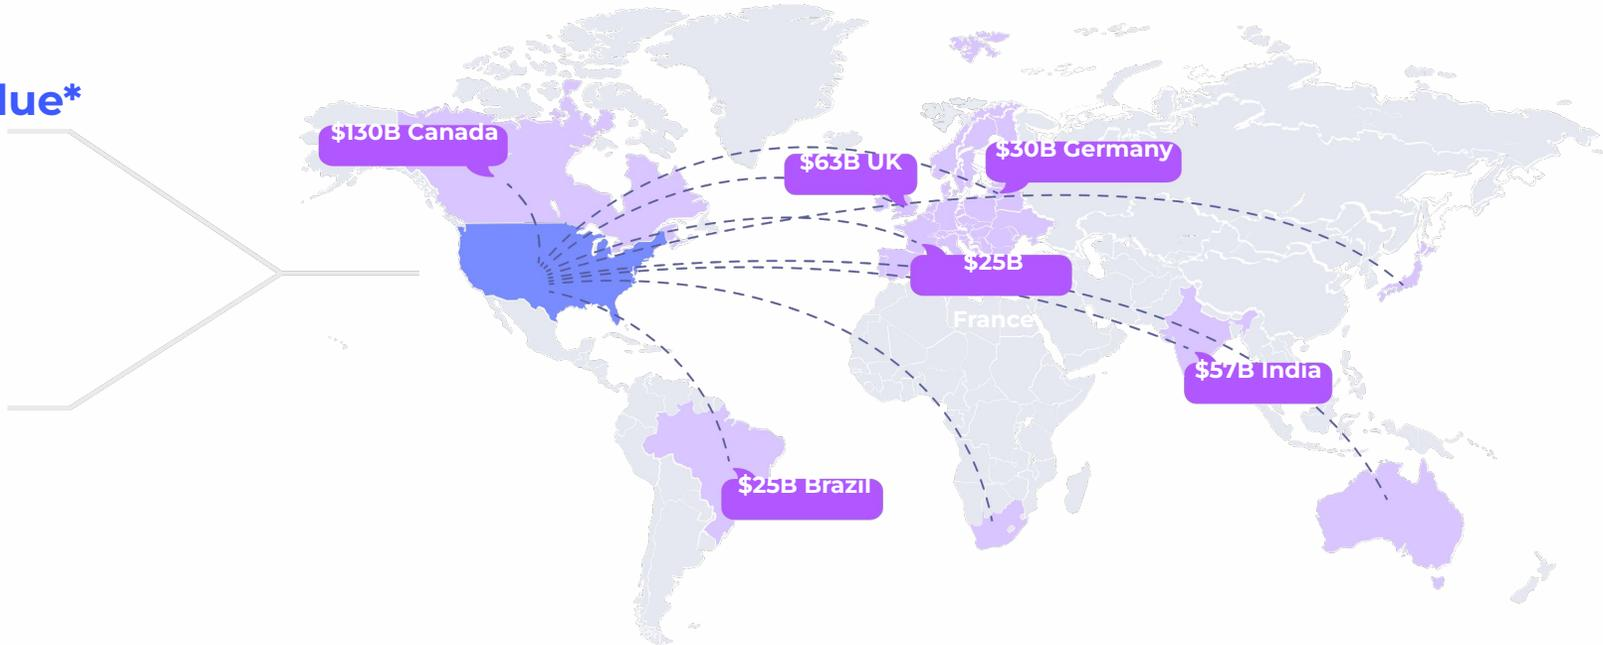 lue*
$130B Canada
$63B UK
$30B Germany
$25B
France
$57B India
$25B Brazil